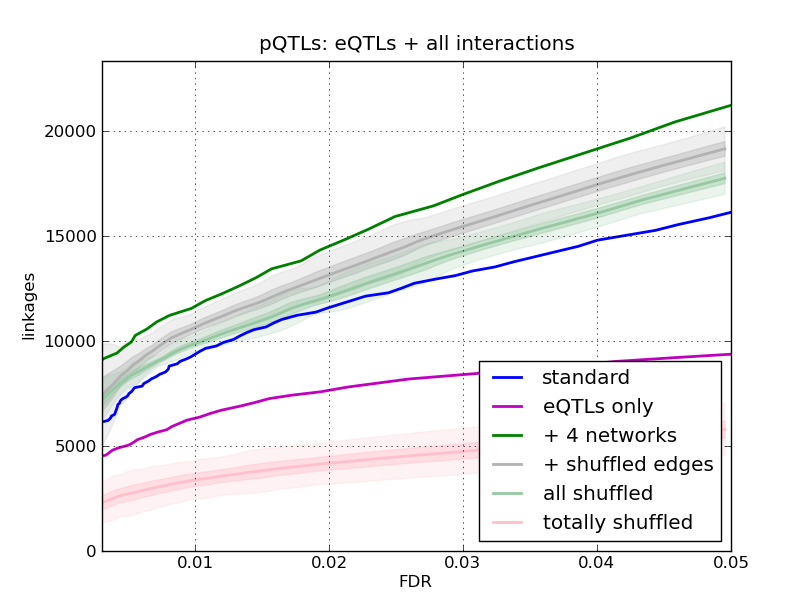 pQTLs: eQTLs + all interactions
linkages
20000
15000
10000
5000
0
standard
eQTLs only
+ 4 networks
+ shuffled edges
all shuffled
totally shuffled
0.01 0.02 0.03 0.04 0.05
FDR